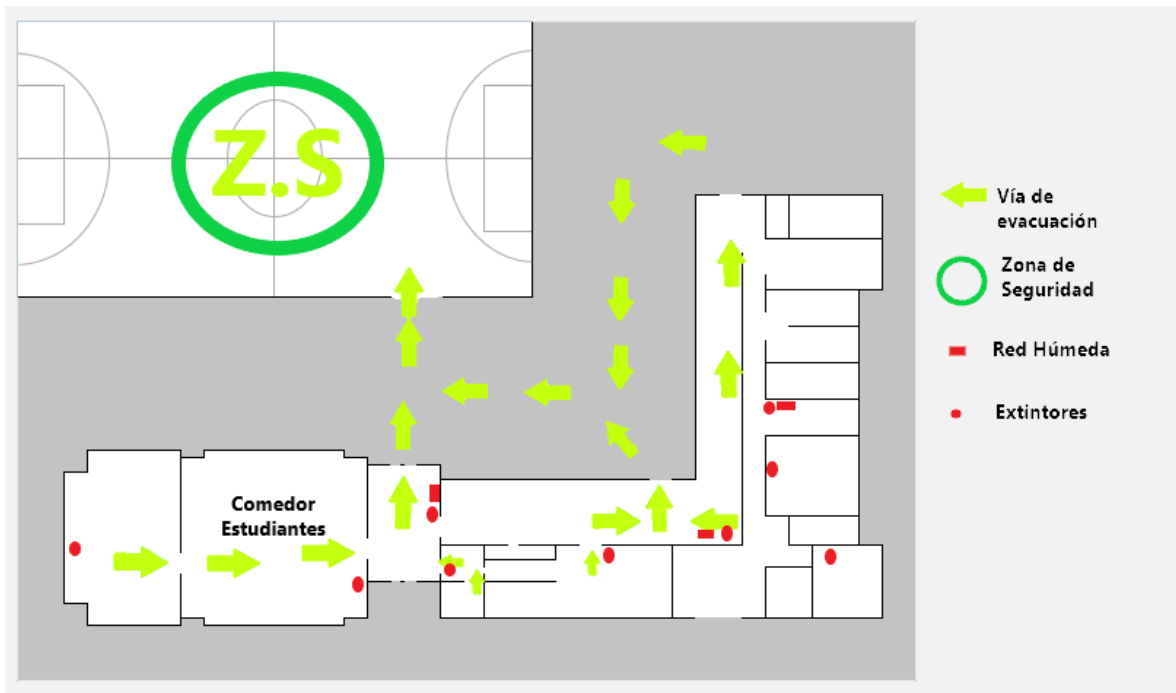 Z.S
Vía de
evacuación
Zona de
Seguridad
Red Húmeda
Extintores
Comedor
Estudiantes